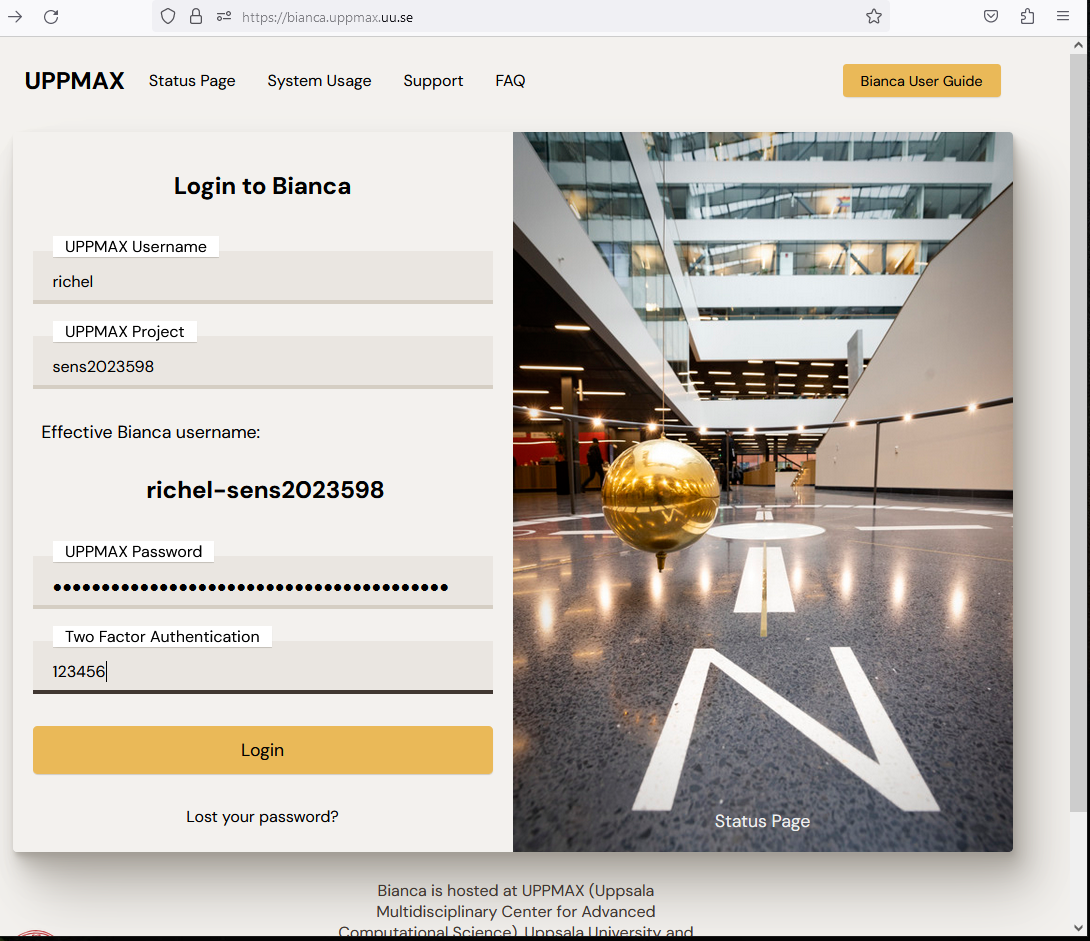 https://bianca.uppmax.uu.se
UPPMAX Status Page System Usage Support FAQ Bianca User Guide
Login to Bianca
UPPMAX Username
richel
UPPMAX Project
sens2023598
Effective Bianca username:
richel-sens2023598
UPPMAX Password
●●●●●●●●●●●●●●●●●●●●●●●●●●●●●●●●●
Two Factor Authentication
123456
Login
Lost your password?
N
Status Page
Bianca is hosted at UPPMAX (Uppsala
Multidisciplinary Center for Advanced
Computational Science), Uppsala University and